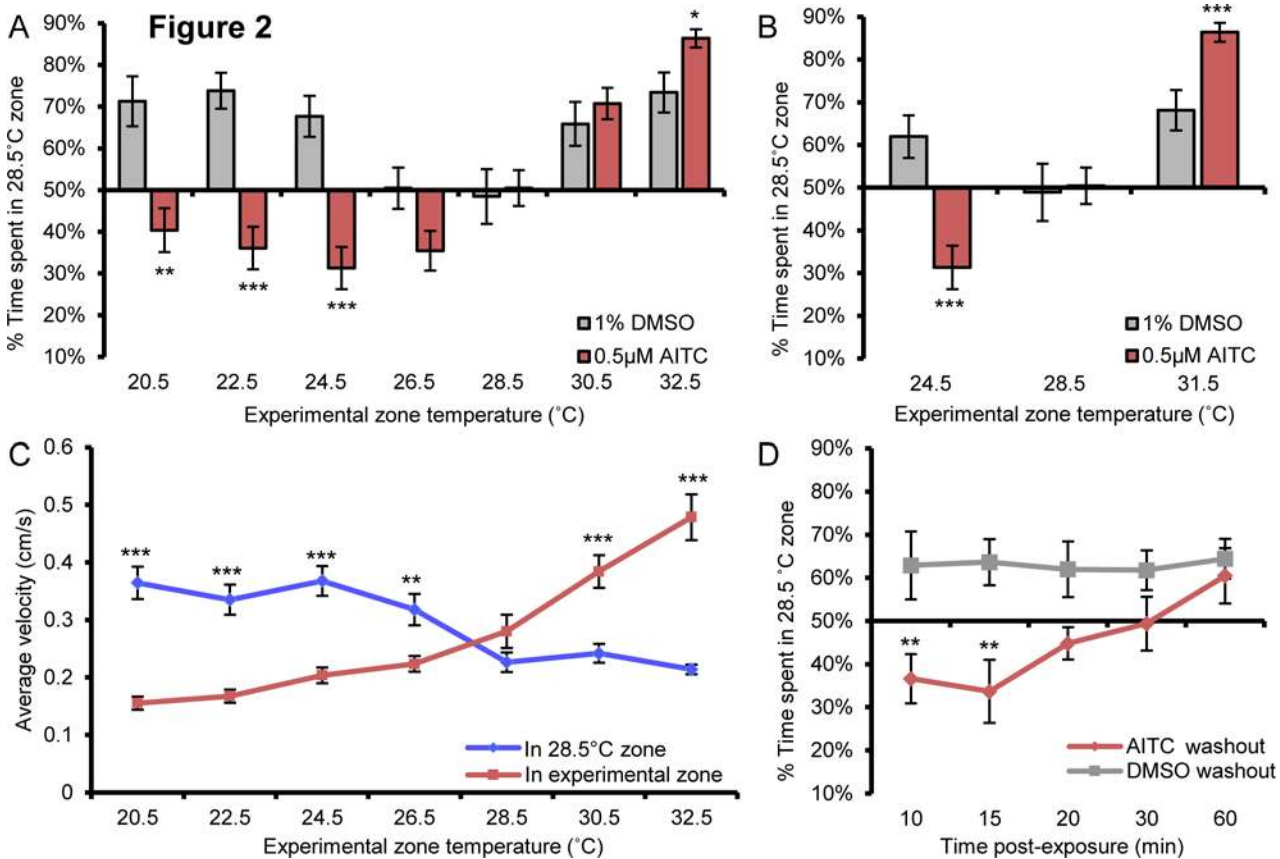 A
Figure 2
% Time spent in 28.5°C zone
90%
80%
70%
60%
50%
40%
30%
20%
10%
**
***
***
*
1% DMSO
0.5µM AITC
20.5 22.5 24.5 26.5 28.5 30.5 32.5
Experimental zone temperature (˚C)
B
% Time spent in 28.5°C zone
90%
80%
70%
60%
50%
40%
30%
20%
10%
***
***
1% DMSO
0.5µM AITC
24.5 28.5 31.5
Experimental zone temperature (˚C)
C
Average velocity (cm/s)
0.6
0.5
0.4
0.3
0.2
0.1
0
***
***
***
**
***
***
In 28.5°C zone
In experimental zone
20.5 22.5 24.5 26.5 28.5 30.5 32.5
Experimental zone temperature (˚C)
D
% Time spent in 28.5 °C zone
90%
80%
70%
60%
50%
40%
30%
20%
10%
**
**
AITC washout
DMSO washout
10 15 20 30 60
Time post-exposure (min)